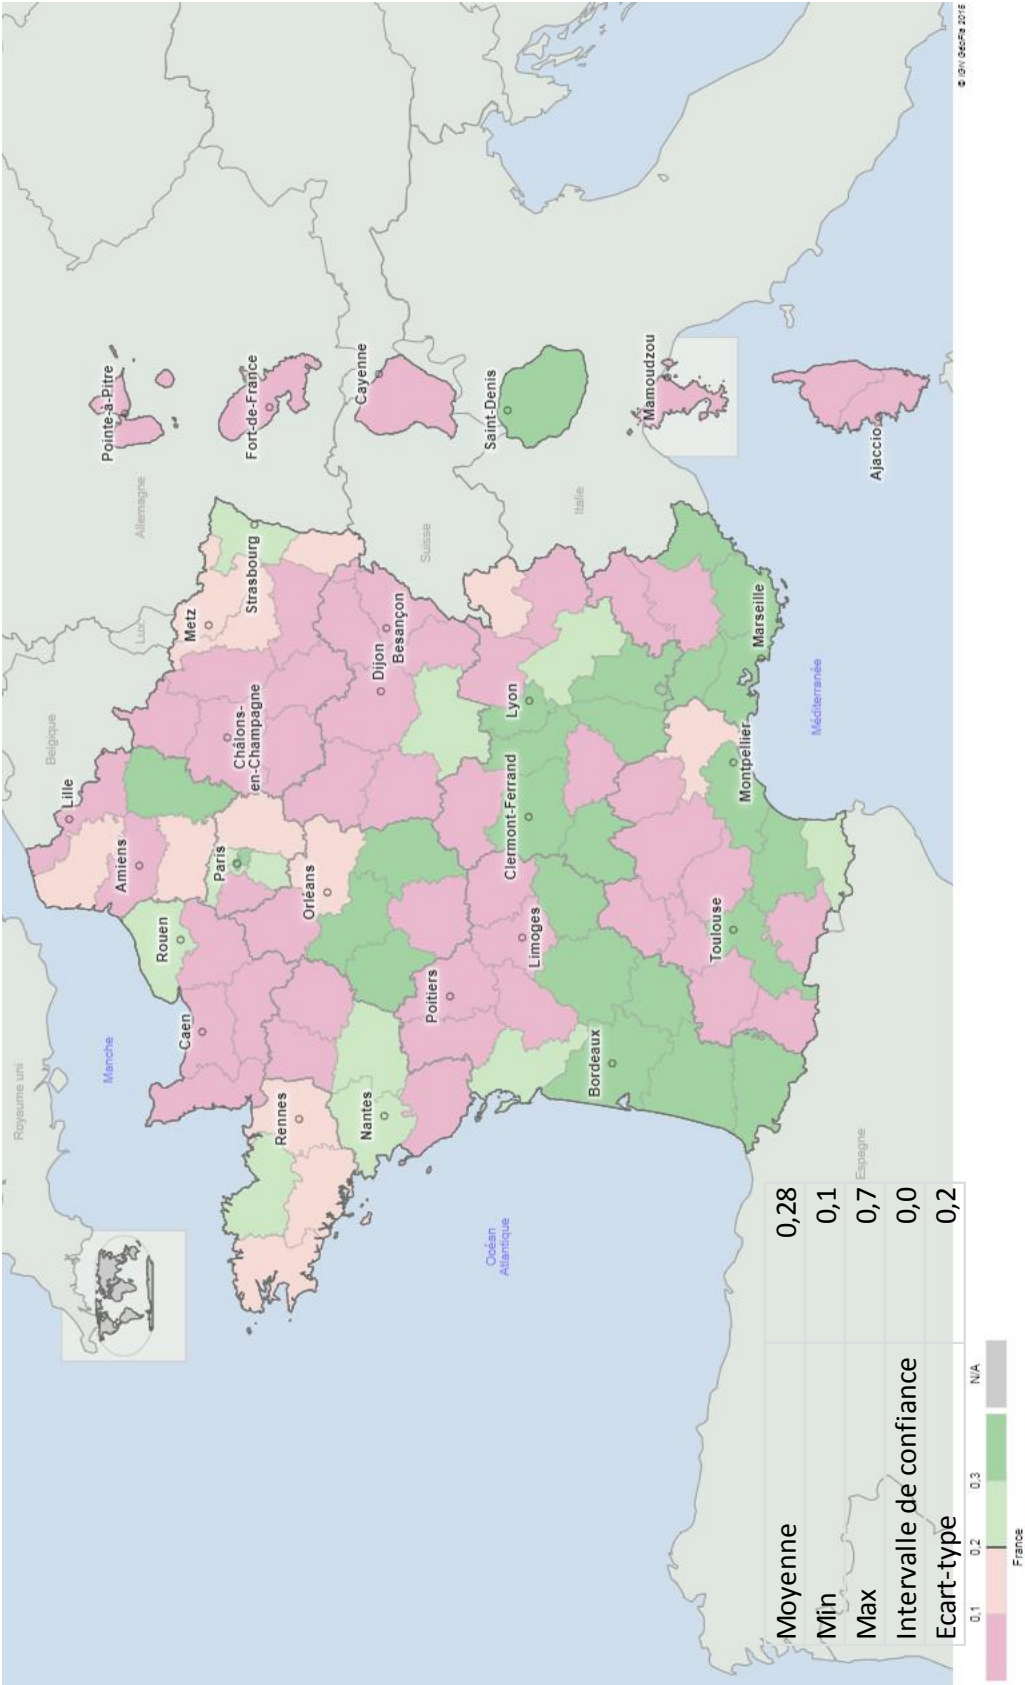 Royaume uni
Manche
Belgique
Lux.
Allemagne
Suisse
Italie
Espagne
Océan
Atlantique
Méditerranée
Lille
Amiens
Rouen
Caen
Paris
Châlons-
en-Champagne
Metz
Strasbourg
Rennes
Nantes
Orléans
Dijon
Besançon
Poitiers
Limoges
Clermont-Ferrand
Lyon
Bordeaux
Toulouse
Montpellier
Marseille
Ajaccio
Pointe-à-Pitre
Fort-de-France
Cayenne
Saint-Denis
Mamoudzou
Moyenne 0,28
Min 0,1
Max 0,7
Intervalle de confiance 0,0
Ecart-type 0,2
0,1 0,2 0,3 N/A
France
© IGN GéoFla 2015